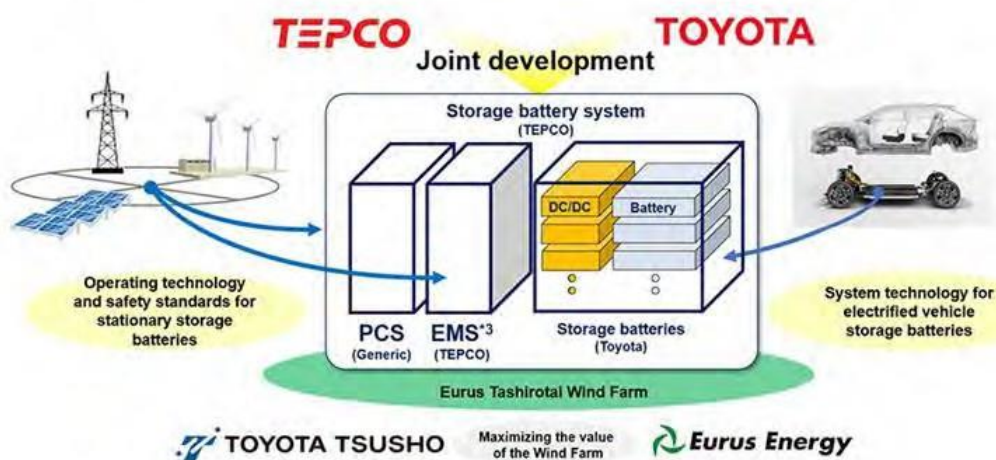 TEPCO
TOYOTA
Joint development
Storage battery system
(TEPCO)
DC/DC
Battery
PCS
(Generic)
EMS*3
(TEPCO)
Storage batteries
(Toyota)
Operating technology
and safety standards for
stationary storage
batteries
System technology for
electrified vehicle
storage batteries
Eurus Tashirotal Wind Farm
TOYOTA TSUSHO
Maximizing the value
of the Wind Farm
Eurus Energy